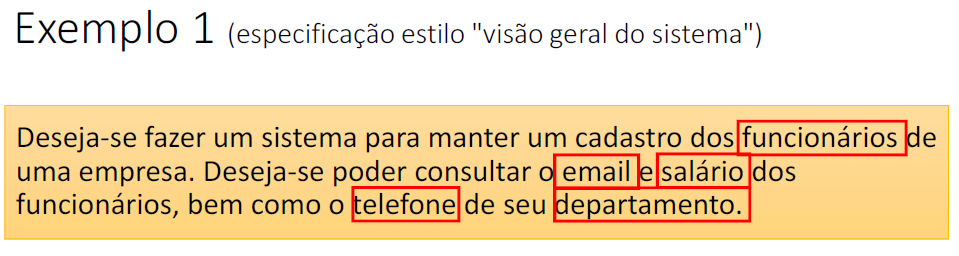 Exemplo 1 (especificação estilo "visão geral do sistema")
Deseja-se fazer um sistema para manter um cadastro dos funcionários de
uma empresa. Deseja-se poder consultar o email e salário dos
funcionários, bem como o telefone de seu departamento.